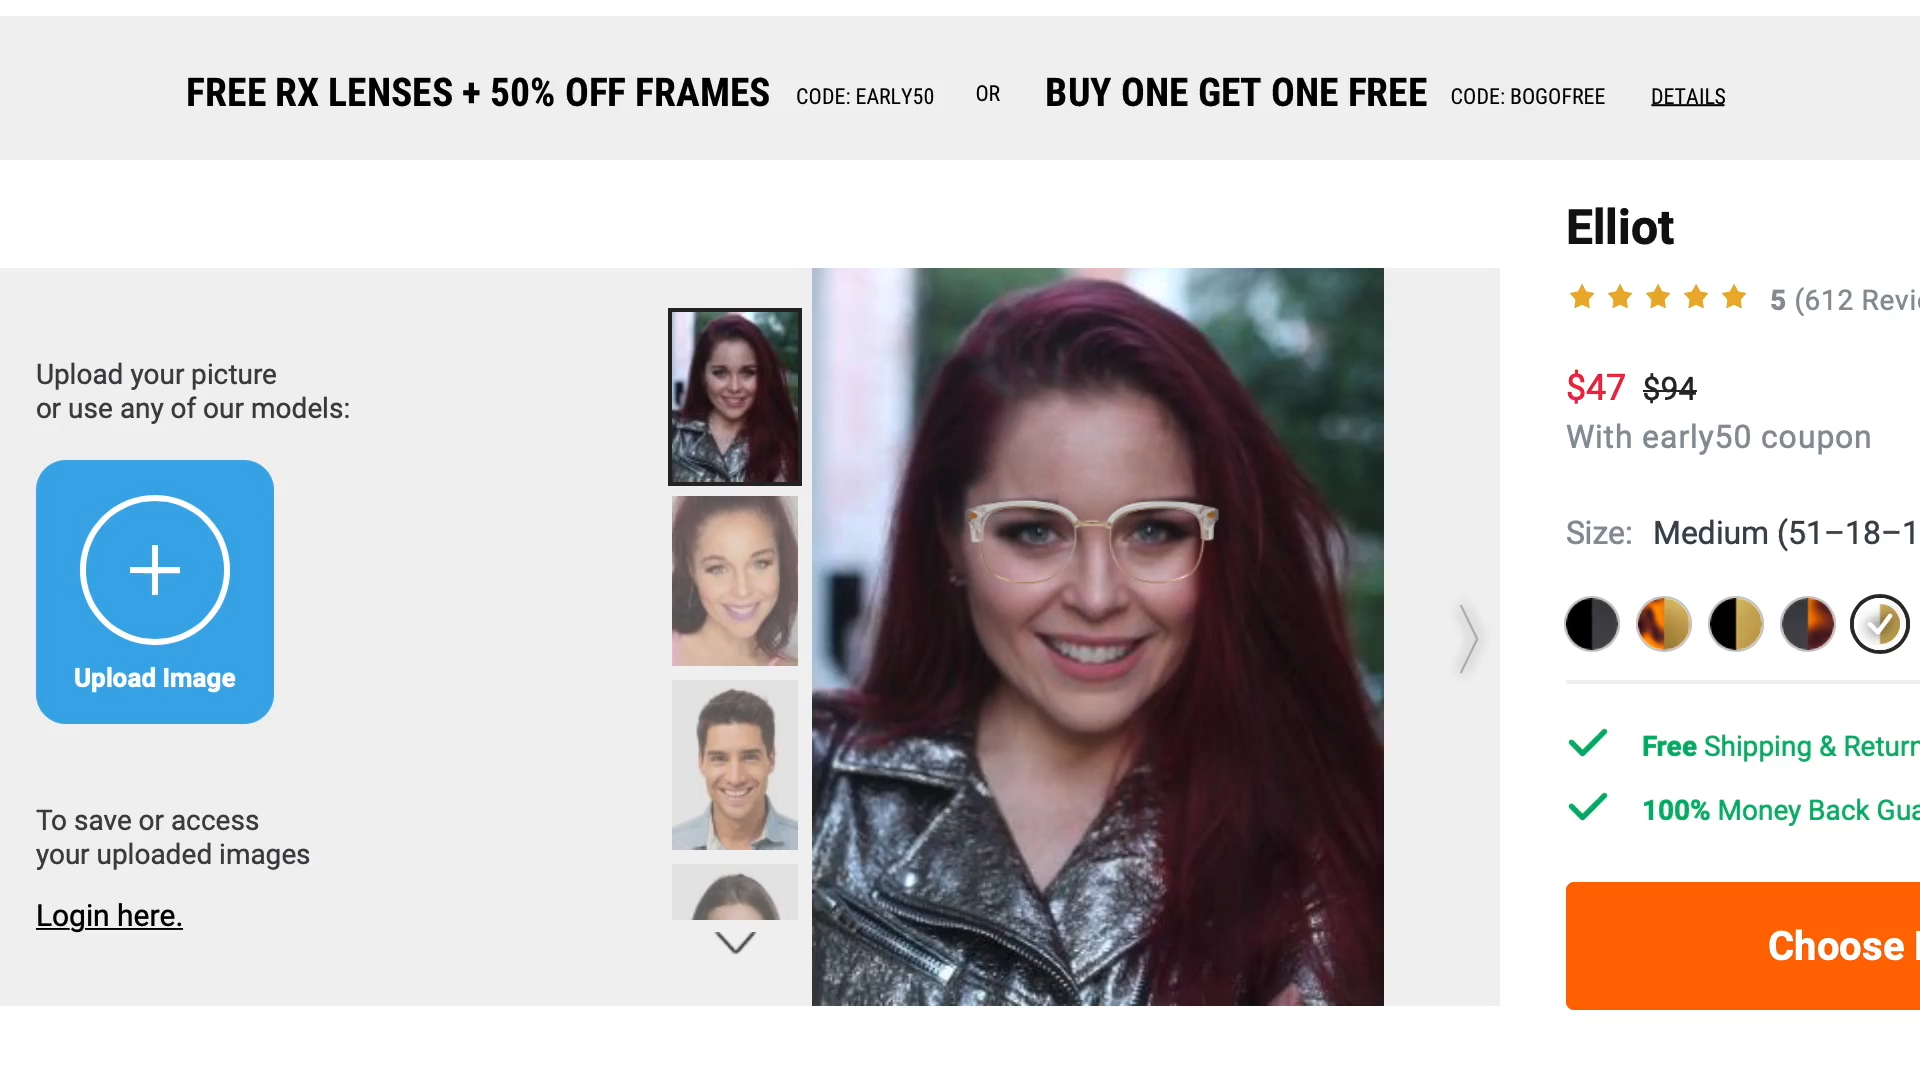 FREE RX LENSES + 50% OFF FRAMES CODE: EARLY50 OR BUY ONE GET ONE FREE CODE: BOGOFREE DETAILS
Elliot
5 (612
$47 $94
With early50 coupon
Size: Medium (51–18–1
Free Shipping & Return
100% Money Back
Choose
Upload your picture
or use any of our models:
Upload Image
To save or access
your uploaded images
Login here.